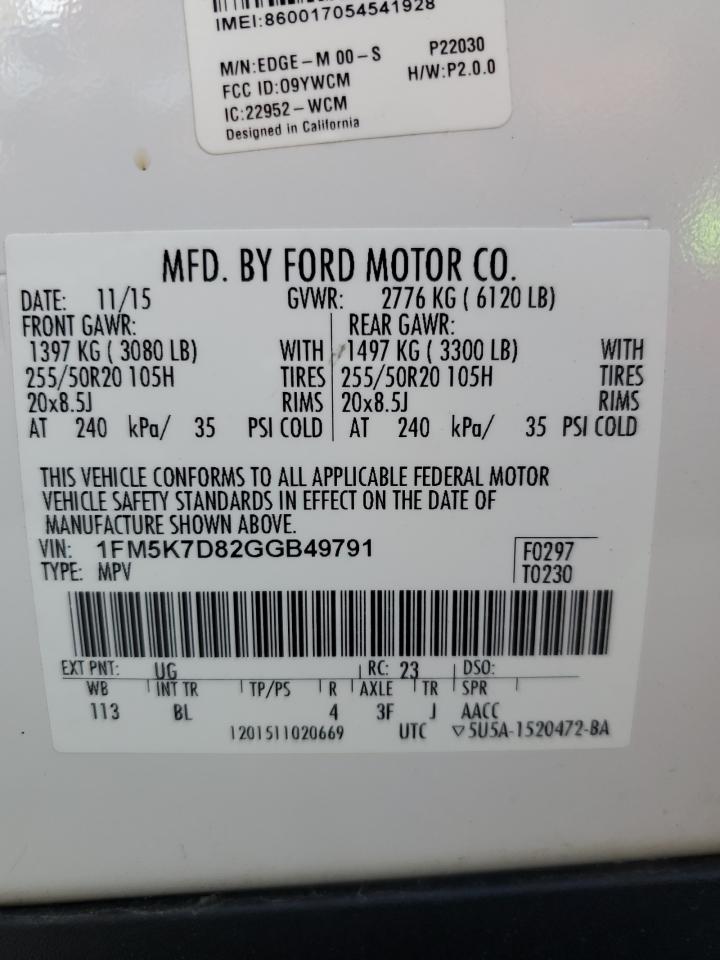 IMEI:860017054541928
M/N:EDGE-M 00-S P22030
FCC ID:O9YWCM H/W:P2.0.0
IC:22952-WCM
Designed in California
MFD. BY FORD MOTOR CO.
DATE: 11/15 GVWR: 2776 KG ( 6120 LB)
FRONT GAWR: REAR GAWR:
1397 KG ( 3080 LB) WITH 1497 KG ( 3300 LB) WITH
255/50R20 105H TIRES 255/50R20 105H TIRES
20x8.5J RIMS 20x8.5J RIMS
AT 240 kPa/ 35 PSI COLD AT 240 kPa/ 35 PSI COLD
THIS VEHICLE CONFORMS TO ALL APPLICABLE FEDERAL MOTOR
VEHICLE SAFETY STANDARDS IN EFFECT ON THE DATE OF
MANUFACTURE SHOWN ABOVE.
VIN: 1FM5K7D82GGB49791 F0297
TYPE: MPV T0230
EXT PNT: UG RC: 23 DSO:
WB INT TR TP/PS R AXLE TR SPR
113 BL 4 3F J AACC
1201511020669 UTC ▽5U5A-1520472-BA